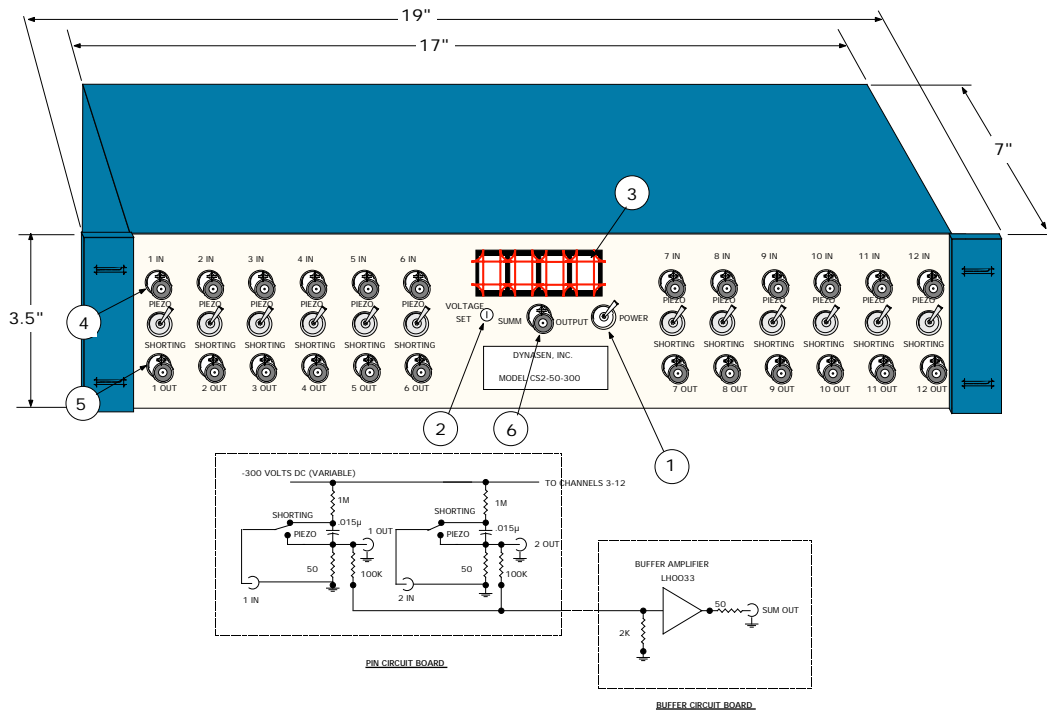 19"
17"
7"
3.5"
3
1 IN 2 IN 3 IN 4 IN 5 IN 6 IN
7 IN 8 IN 9 IN 10 IN 11 IN 12 IN
PIEZO PIEZO PIEZO PIEZO PIEZO PIEZO
PIEZO PIEZO PIEZO PIEZO PIEZO PIEZO
4
VOLTAGE SET
SUMM OUTPUT
POWER
SHORTING SHORTING SHORTING SHORTING SHORTING SHORTING
SHORTING SHORTING SHORTING SHORTING SHORTING SHORTING
DYNASEN, INC.
MODEL CS2-50-300
1 OUT 2 OUT 3 OUT 4 OUT 5 OUT 6 OUT
7 OUT 8 OUT 9 OUT 10 OUT 11 OUT 12 OUT
5
2
6
1
-300 VOLTS DC (VARIABLE)
TO CHANNELS 3-12
1M
1M
SHORTING
.015µ
1 OUT
PIEZO
SHORTING
.015µ
2 OUT
PIEZO
50
100K
50
100K
1 IN
2 IN
BUFFER AMPLIFIER
LHOO33
50
SUM OUT
2K
PIN CIRCUIT BOARD
BUFFER CIRCUIT BOARD